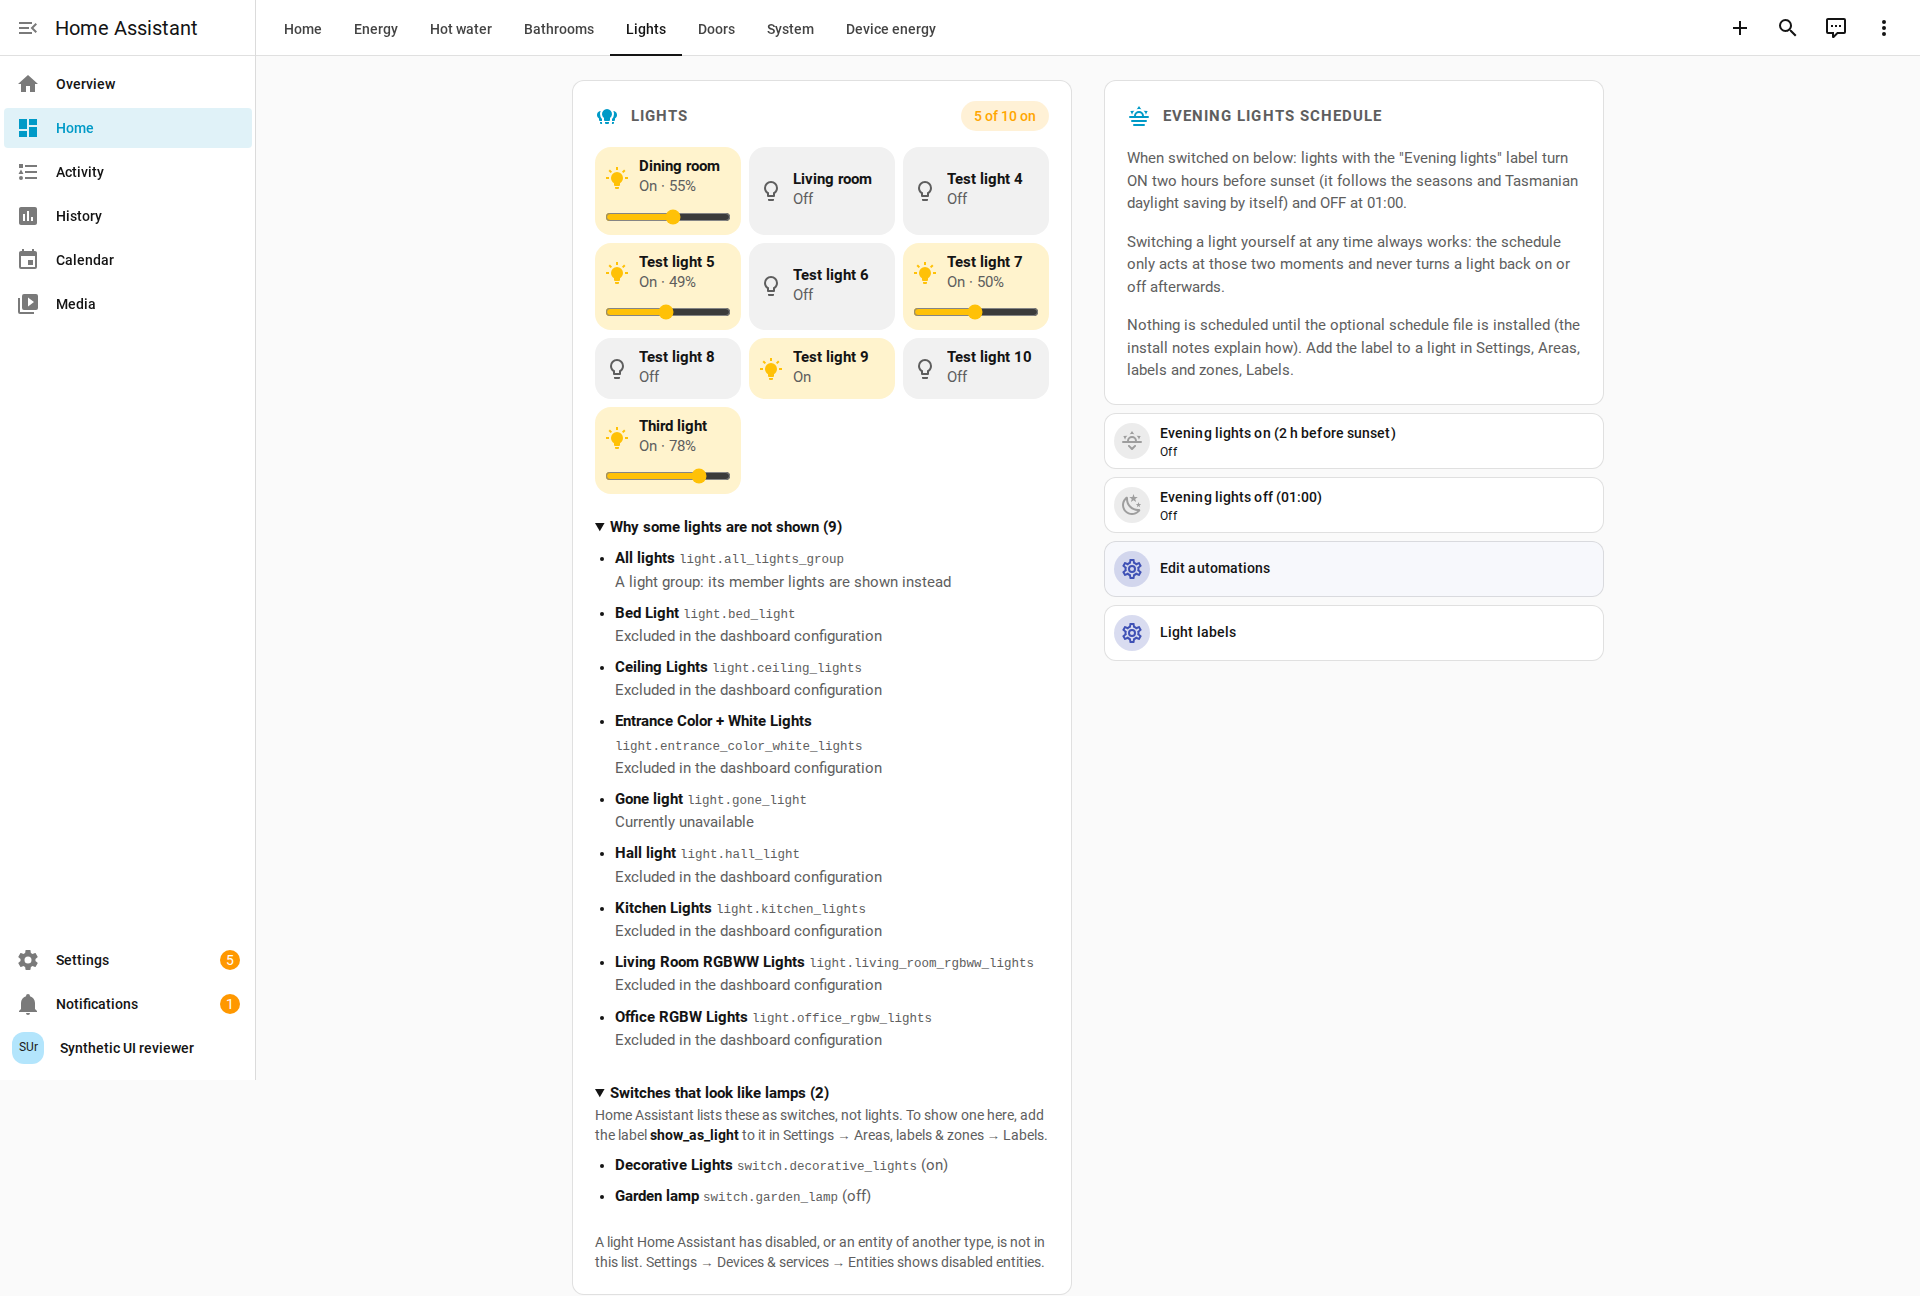 Home Assistant
Home
Energy
Hot water
Bathrooms
Lights
Doors
System
Device energy
Overview
Home
Activity
History
Calendar
Media
Settings
5
Notifications
1
SUr
Synthetic UI reviewer
LIGHTS
5 of 10 on
Dining room
On · 55%
Living room
Off
Test light 4
Off
Test light 5
On · 49%
Test light 6
Off
Test light 7
On · 50%
Test light 8
Off
Test light 9
On
Test light 10
Off
Third light
On · 78%
▼ Why some lights are not shown (9)
• All lights light.all_lights_group
A light group: its member lights are shown instead
• Bed Light light.bed_light
Excluded in the dashboard configuration
• Ceiling Lights light.ceiling_lights
Excluded in the dashboard configuration
• Entrance Color + White Lights
light.entrance_color_white_lights
Excluded in the dashboard configuration
• Gone light light.gone_light
Currently unavailable
• Hall light light.hall_light
Excluded in the dashboard configuration
• Kitchen Lights light.kitchen_lights
Excluded in the dashboard configuration
• Living Room RGBWW Lights light.living_room_rgbww_lights
Excluded in the dashboard configuration
• Office RGBW Lights light.office_rgbw_lights
Excluded in the dashboard configuration
▼ Switches that look like lamps (2)
Home Assistant lists these as switches, not lights. To show one here, add
the label show_as_light to it in Settings → Areas, labels & zones → Labels.
• Decorative Lights switch.decorative_lights (on)
• Garden lamp switch.garden_lamp (off)
A light Home Assistant has disabled, or an entity of another type, is not in
this list. Settings → Devices & services → Entities shows disabled entities.
EVENING LIGHTS SCHEDULE
When switched on below: lights with the "Evening lights" label turn
ON two hours before sunset (it follows the seasons and Tasmanian
daylight saving by itself) and OFF at 01:00.
Switching a light yourself at any time always works: the schedule
only acts at those two moments and never turns a light back on or
off afterwards.
Nothing is scheduled until the optional schedule file is installed (the
install notes explain how). Add the label to a light in Settings, Areas,
labels and zones, Labels.
Evening lights on (2 h before sunset)
Off
Evening lights off (01:00)
Off
Edit automations
Light labels